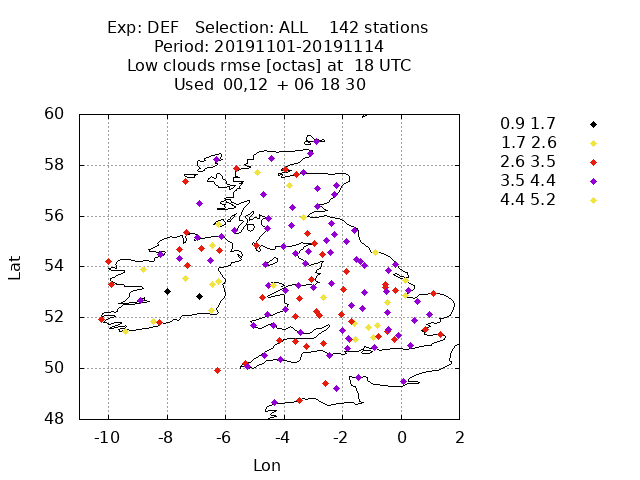 Exp: DEF Selection: ALL 142 stations
Period: 20191101-20191114
Low clouds rmse [octas] at 18 UTC
Used 00,12 + 06 18 30
60
58
56
54
52
50
48
Lat
-10 -8 -6 -4 -2 0 2
Lon
0.9 1.7
1.7 2.6
2.6 3.5
3.5 4.4
4.4 5.2